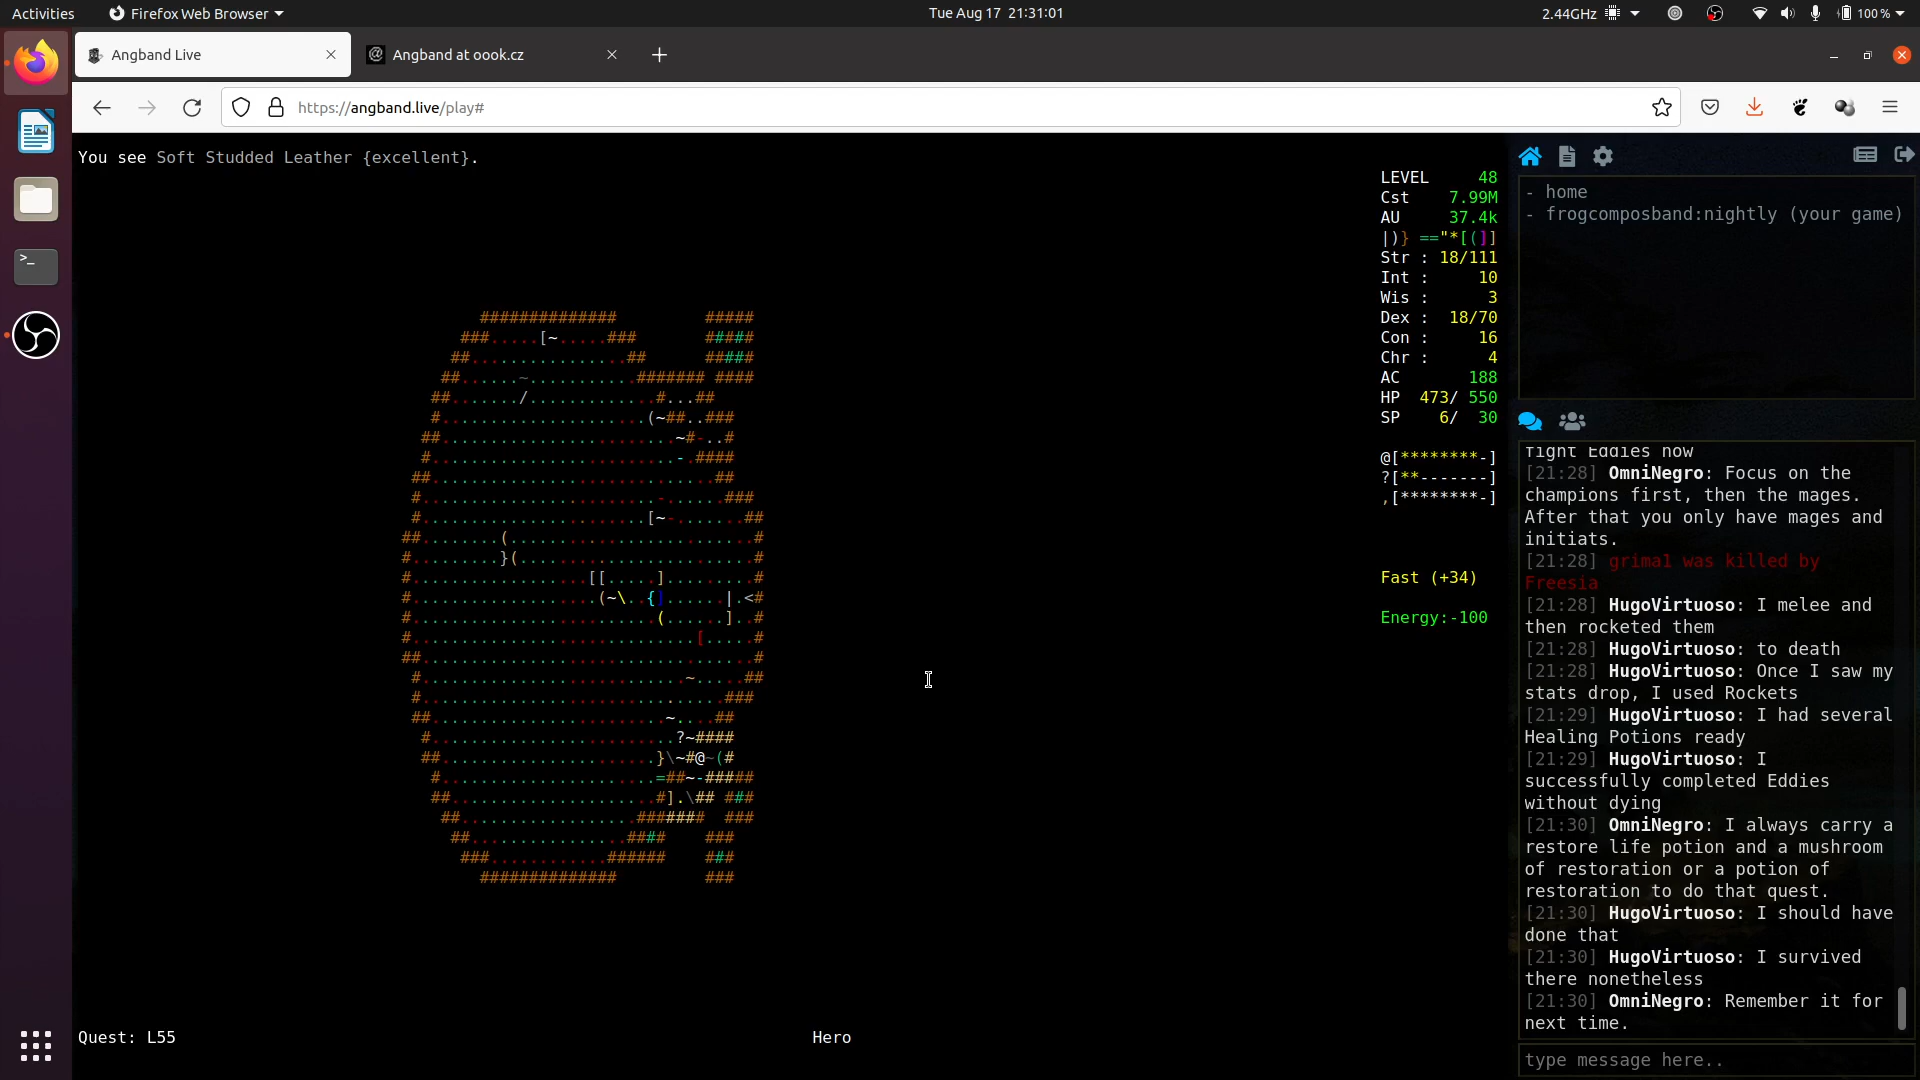 Activities
Firefox Web Browser
Tue Aug 17 21:31:01
2.44GHz
100 %
Angband Live
Angband at oook.cz
https://angband.live/play#
You see Soft Studded Leather {excellent}.
LEVEL 48
Cst 7.99M
AU 37.4k
|)} =="*[(]]
Str : 18/111
Int : 10
Wis : 3
Dex : 18/70
Con : 16
Chr : 4
AC 188
HP 473/ 550
SP 6/ 30
@[********-]
?[**-------]
,[********-]
Fast (+34)
Energy:-100
Quest: L55
Hero
- home
- frogcomposband:nightly (your game)
fight Eddies now
[21:28] OmniNegro: Focus on the
champions first, then the mages.
After that you only have mages and
initiats.
[21:28] grimal was killed by
Freesia
[21:28] HugoVirtuoso: I melee and
then rocketed them
[21:28] HugoVirtuoso: to death
[21:28] HugoVirtuoso: Once I saw my
stats drop, I used Rockets
[21:29] HugoVirtuoso: I had several
Healing Potions ready
[21:29] HugoVirtuoso: I
successfully completed Eddies
without dying
[21:30] OmniNegro: I always carry a
restore life potion and a mushroom
of restoration or a potion of
restoration to do that quest.
[21:30] HugoVirtuoso: I should have
done that
[21:30] HugoVirtuoso: I survived
there nonetheless
[21:30] OmniNegro: Remember it for
next time.
type message here..